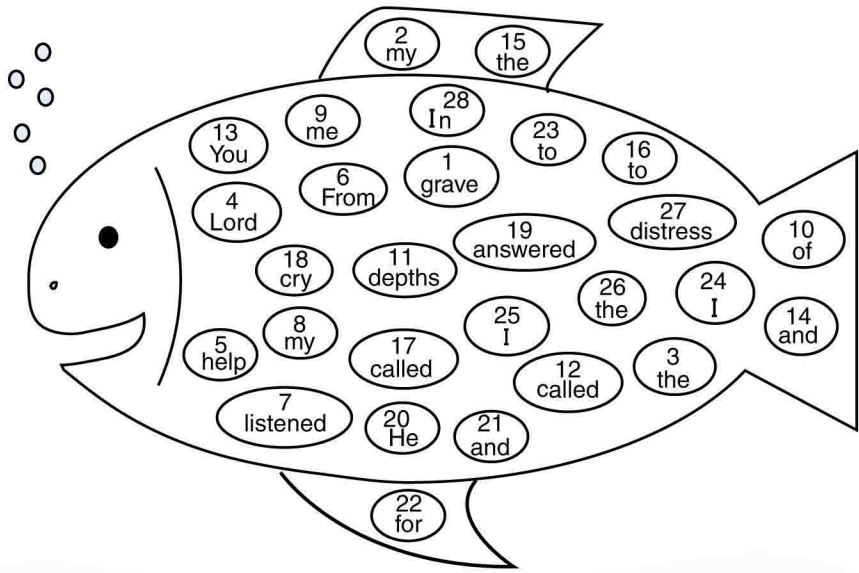 2
my
15
the
13
You
9
me
28
In
23
to
16
to
4
Lord
6
From
1
grave
19
answered
27
distress
10
of
18
cry
11
depths
26
the
24
I
14
and
5
help
8
my
17
called
25
I
12
called
3
the
7
listened
20
He
21
and
22
for